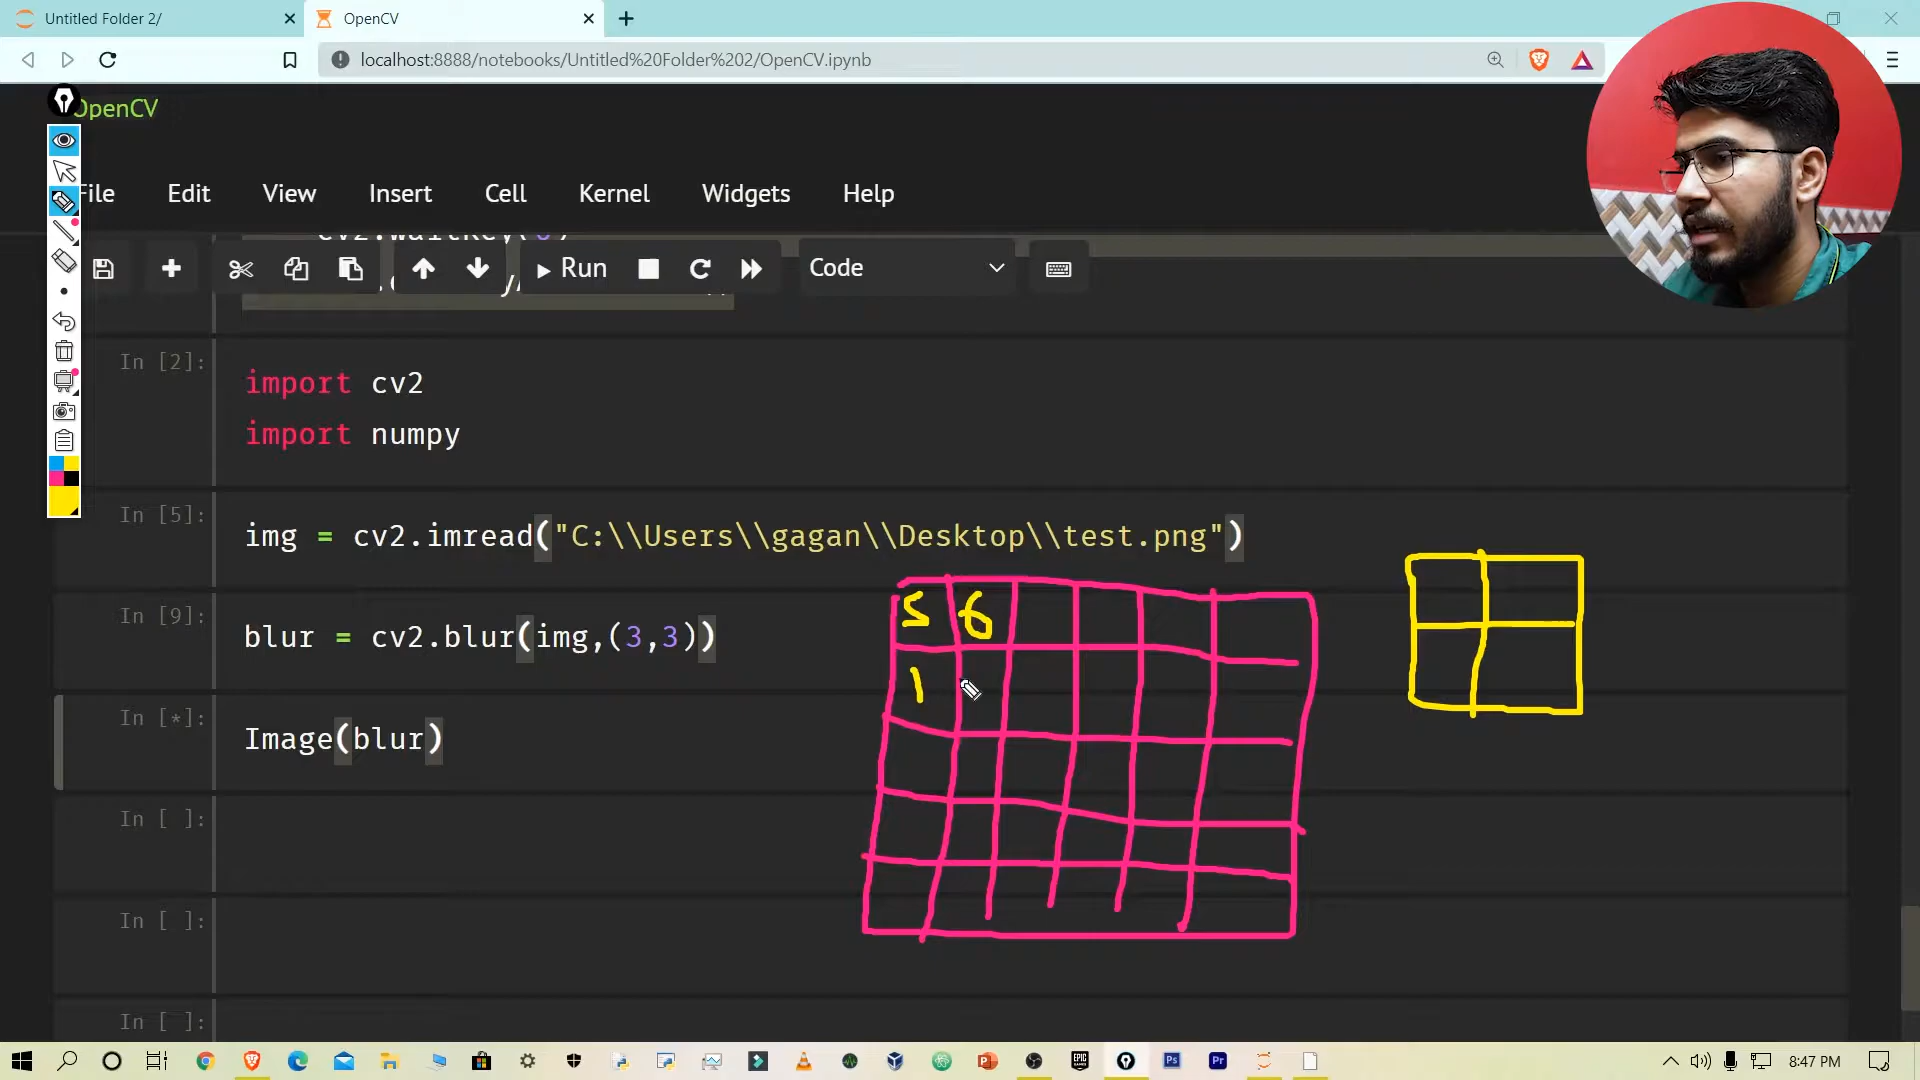 Untitled Folder 2/
OpenCV
localhost:8888/notebooks/Untitled%20Folder%202/OpenCV.ipynb
OpenCV
File Edit View Insert Cell Kernel Widgets Help
cv2.waitKey(0)
Run
Code
In [2]:
import cv2
import numpy
In [5]:
img = cv2.imread("C:\\Users\\gagan\\Desktop\\test.png")
In [9]:
blur = cv2.blur(img,(3,3))
5 6
1
In [*]:
Image(blur)
In [ ]:
In [ ]:
In [ ]:
8:47 PM